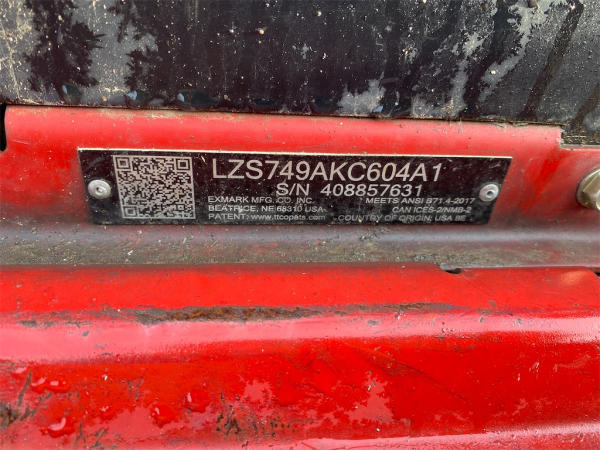 LZS749AKC604A1
S/N 408857631
EXMARK MFG. CO. INC. MEETS ANSI B71.4-2017
BEATRICE, NE 68310 USA CAN ICES-2/NMB-2
PATENT: www.ttcopats.com COUNTRY OF ORIGIN: USA BE